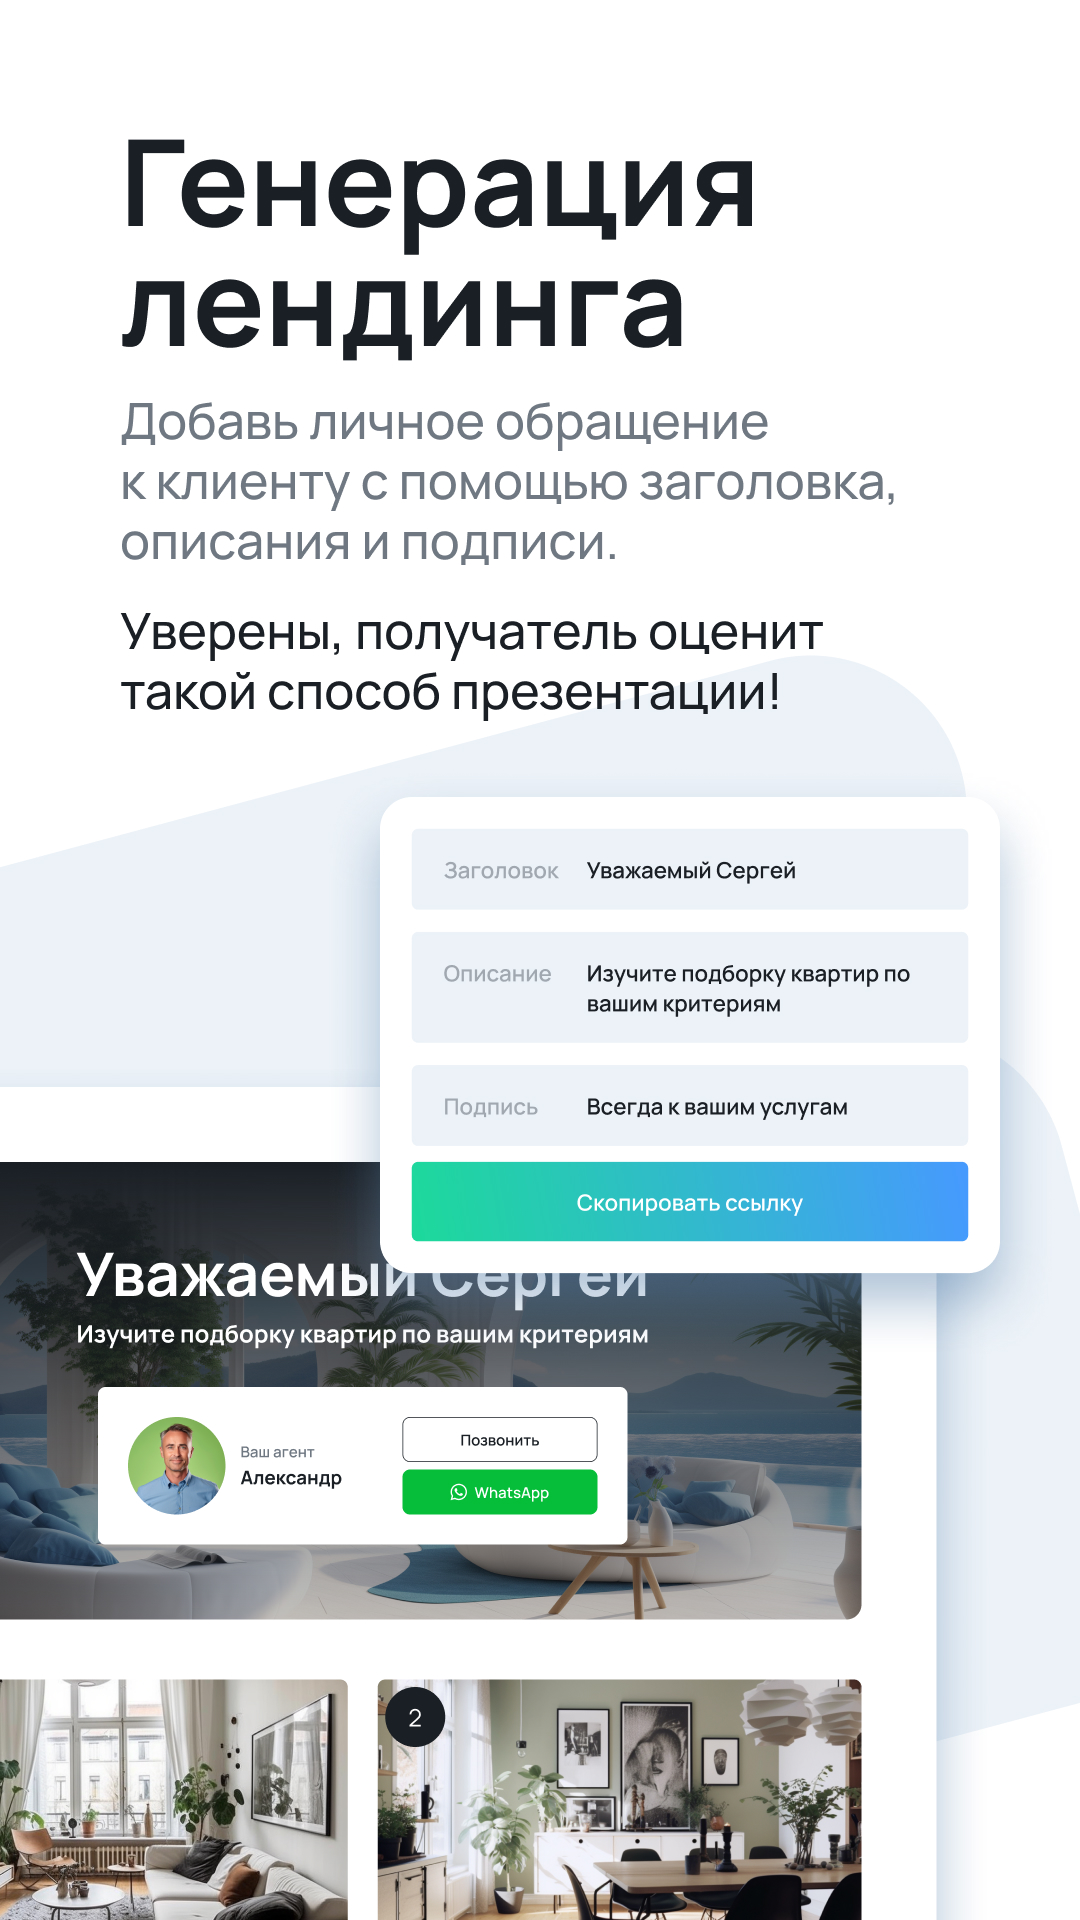 Генерация
лендинга
Добавь личное обращение
к клиенту с помощью заголовка,
описания и подписи.
Уверены, получатель оценит
такой способ презентации!
Заголовок Уважаемый Сергей
Описание Изучите подборку квартир по
вашим критериям
Подпись Всегда к вашим услугам
Скопировать ссылку
Уважаемый Сергей
Изучите подборку квартир по вашим критериям
Ваш агент
Александр
Позвонить
WhatsApp
2